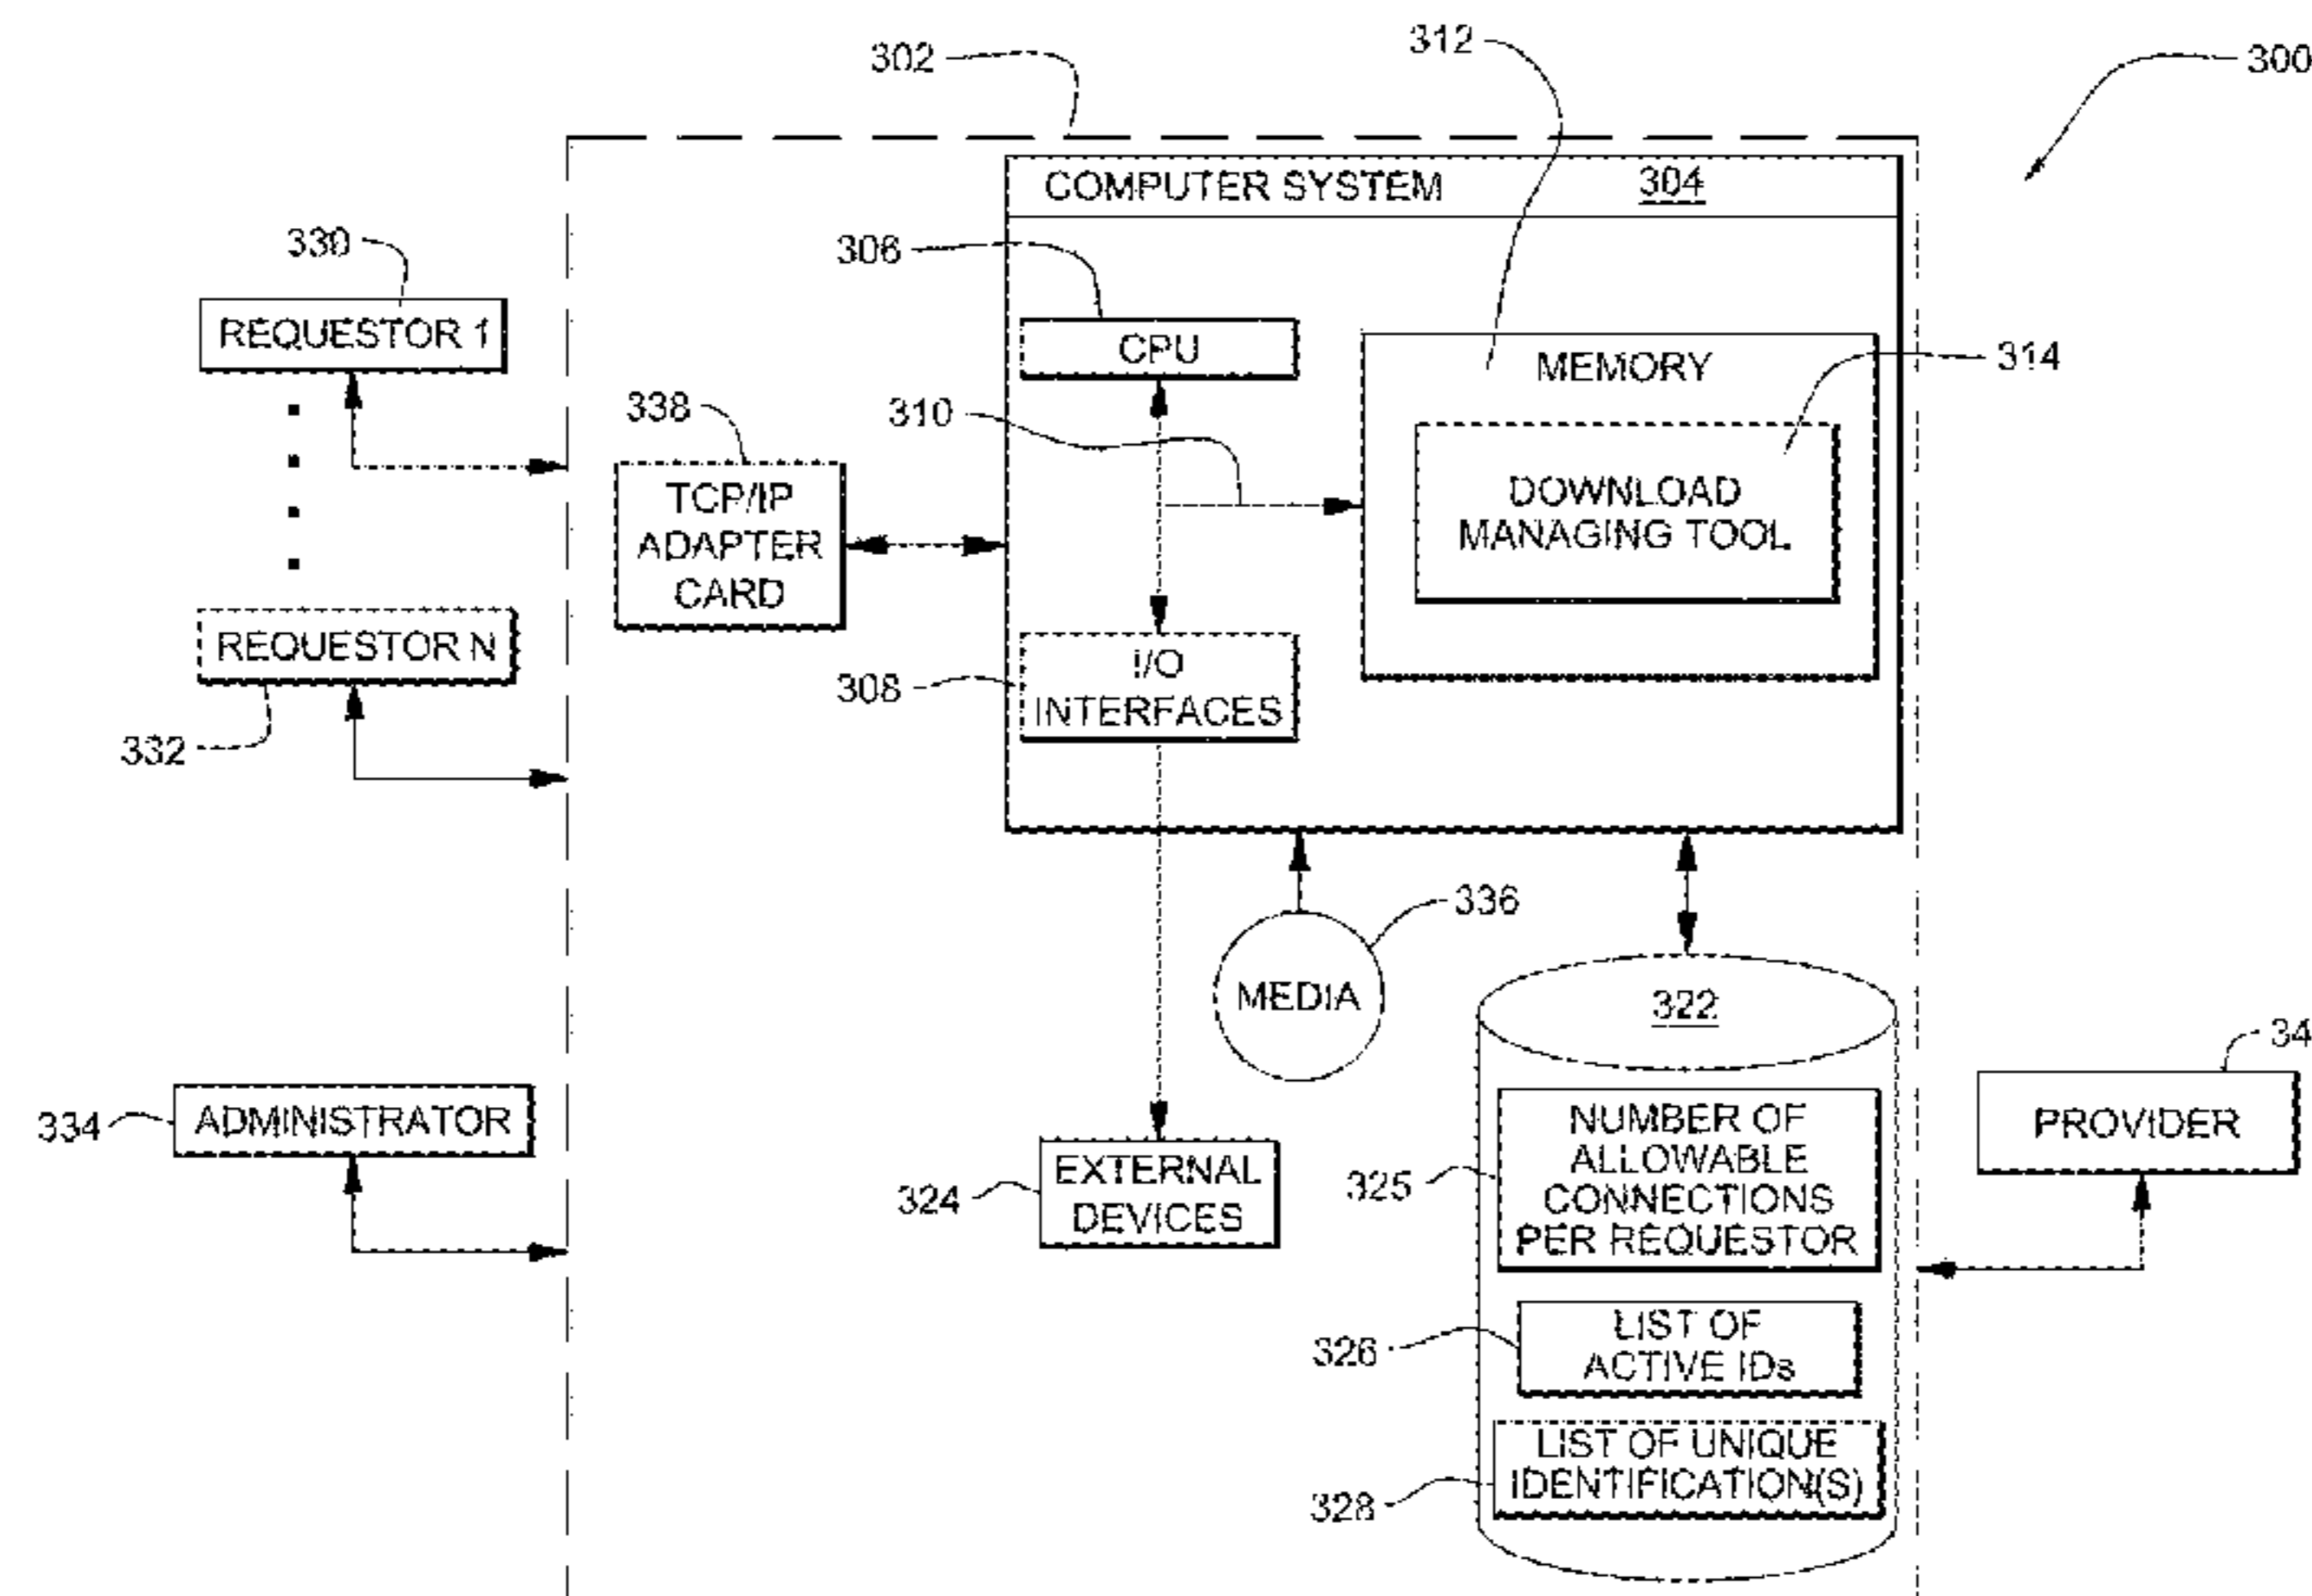 302
312
300
COMPUTER SYSTEM 304
330
306
REQUESTOR 1
CPU
MEMORY
314
338
310
TCP/IP
ADAPTER
CARD
DOWNLOAD
MANAGING TOOL
REQUESTOR N
332
308
I/O
INTERFACES
336
MEDIA
322
34
334
ADMINISTRATOR
324
EXTERNAL
DEVICES
325
NUMBER OF
ALLOWABLE
CONNECTIONS
PER REQUESTOR
PROVIDER
326
LIST OF
ACTIVE IDs
328
LIST OF UNIQUE
IDENTIFICATION(S)